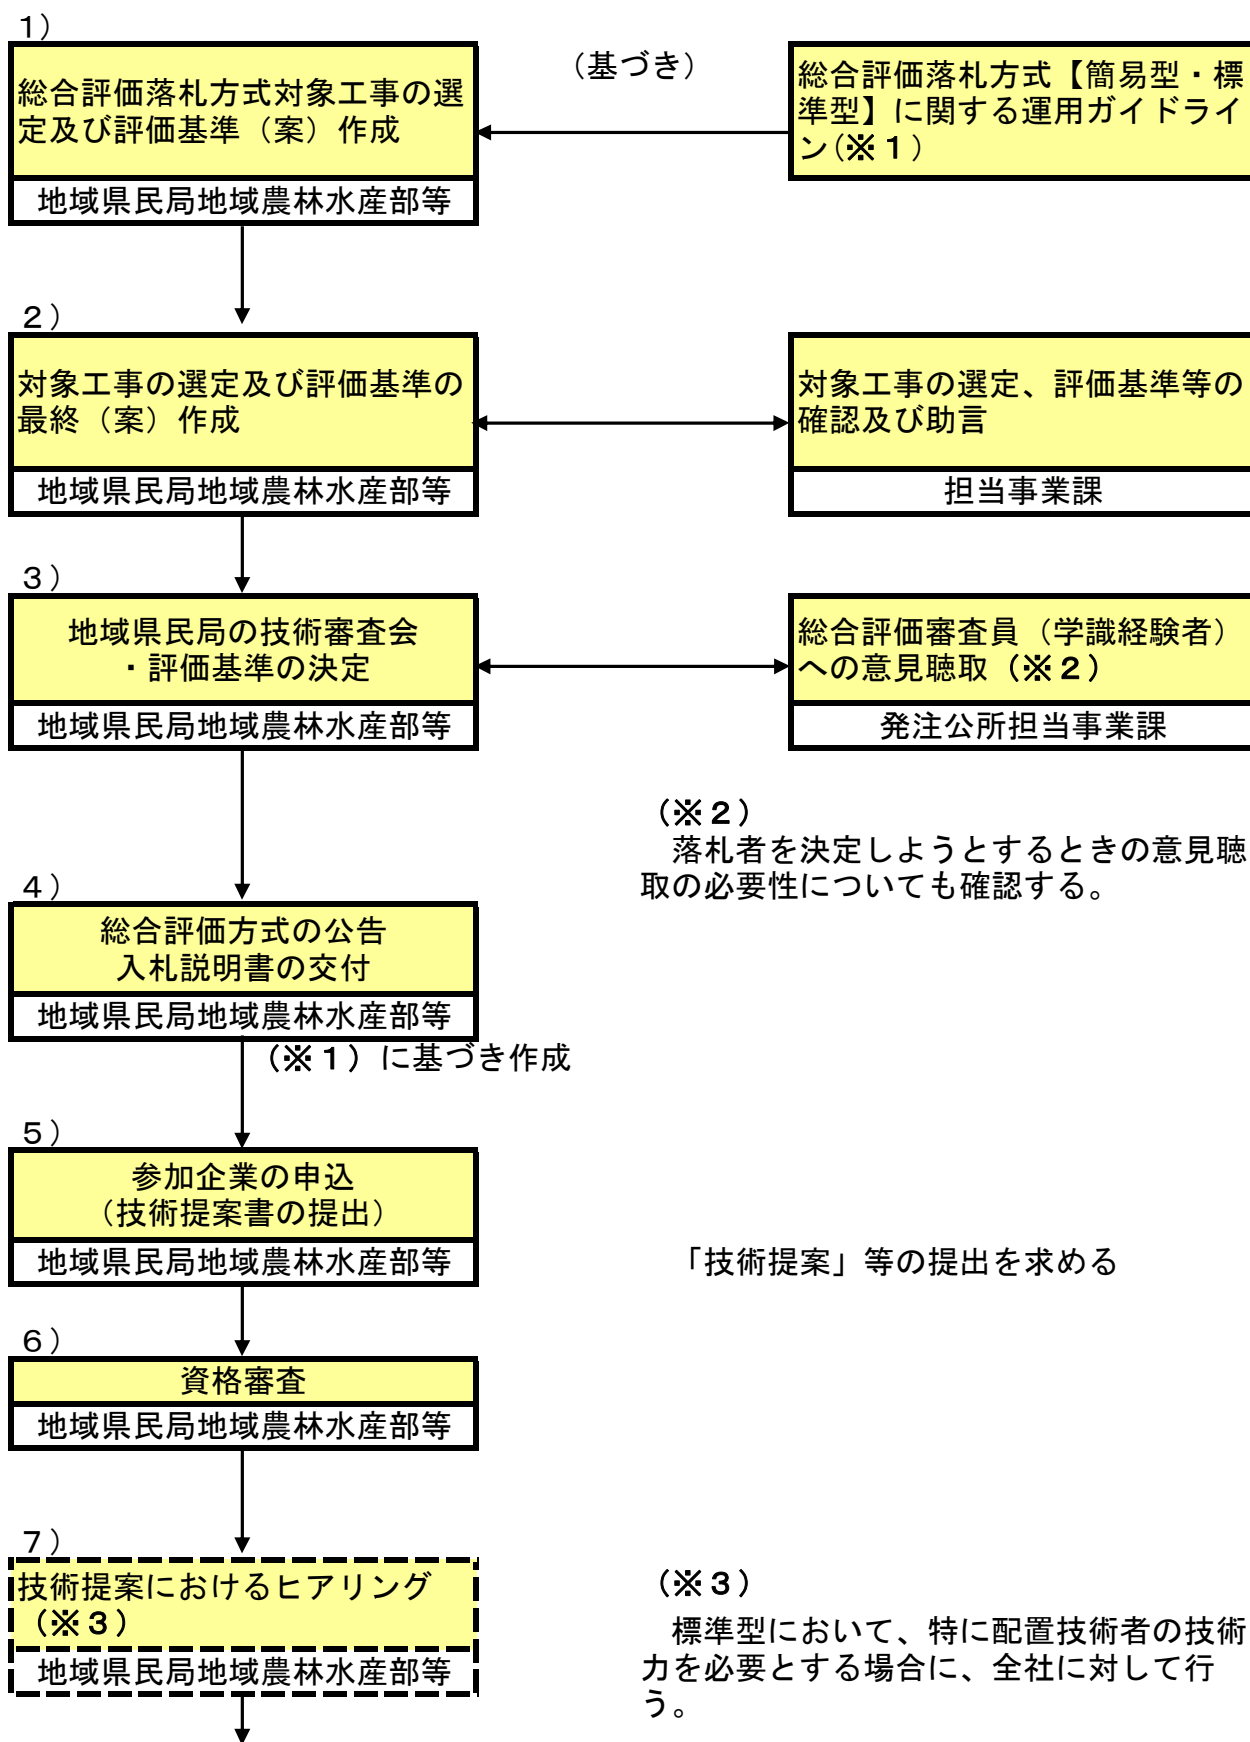 １）
総合評価落札方式対象工事の選
定及び評価基準（案）作成
地域県民局地域農林水産部等
（基づき）
総合評価落札方式【簡易型・標
準型】に関する運用ガイドライ
ン（※１）
２）
対象工事の選定及び評価基準の
最終（案）作成
地域県民局地域農林水産部等
対象工事の選定、評価基準等の
確認及び助言
担当事業課
３）
地域県民局の技術審査会
・評価基準の決定
地域県民局地域農林水産部等
総合評価審査員（学識経験者）
への意見聴取（※２）
発注公所担当事業課
（※２）
　落札者を決定しようとするときの意見聴
取の必要性についても確認する。
４）
総合評価方式の公告
入札説明書の交付
地域県民局地域農林水産部等
（※１）に基づき作成
５）
参加企業の申込
（技術提案書の提出）
地域県民局地域農林水産部等
「技術提案」等の提出を求める
６）
資格審査
地域県民局地域農林水産部等
７）
技術提案におけるヒアリング
（※３）
地域県民局地域農林水産部等
（※３）
　標準型において、特に配置技術者の技術
力を必要とする場合に、全社に対して行
う。